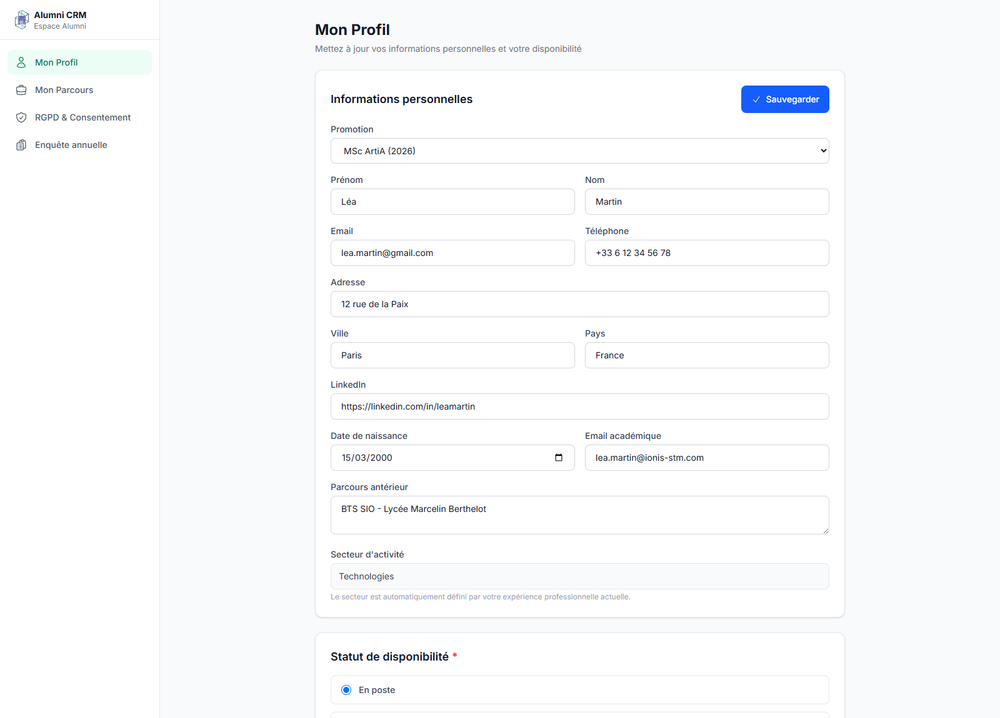 Alumni CRM
Espace Alumni
Mon Profil
Mon Parcours
RGPD & Consentement
Enquête annuelle
Mon Profil
Mettez à jour vos informations personnelles et votre disponibilité
Informations personnelles
Sauvegarder
Promotion
MSc ArtiA (2026)
Prénom
Nom
Léa
Martin
Email
Téléphone
lea.martin@gmail.com
+33 6 12 34 56 78
Adresse
12 rue de la Paix
Ville
Pays
Paris
France
LinkedIn
https://linkedin.com/in/leamartin
Date de naissance
Email académique
15/03/2000
lea.martin@ionis-stm.com
Parcours antérieur
BTS SIO - Lycée Marcelin Berthelot
Secteur d'activité
Technologies
Le secteur est automatiquement défini par votre expérience professionnelle actuelle.
Statut de disponibilité *
En poste